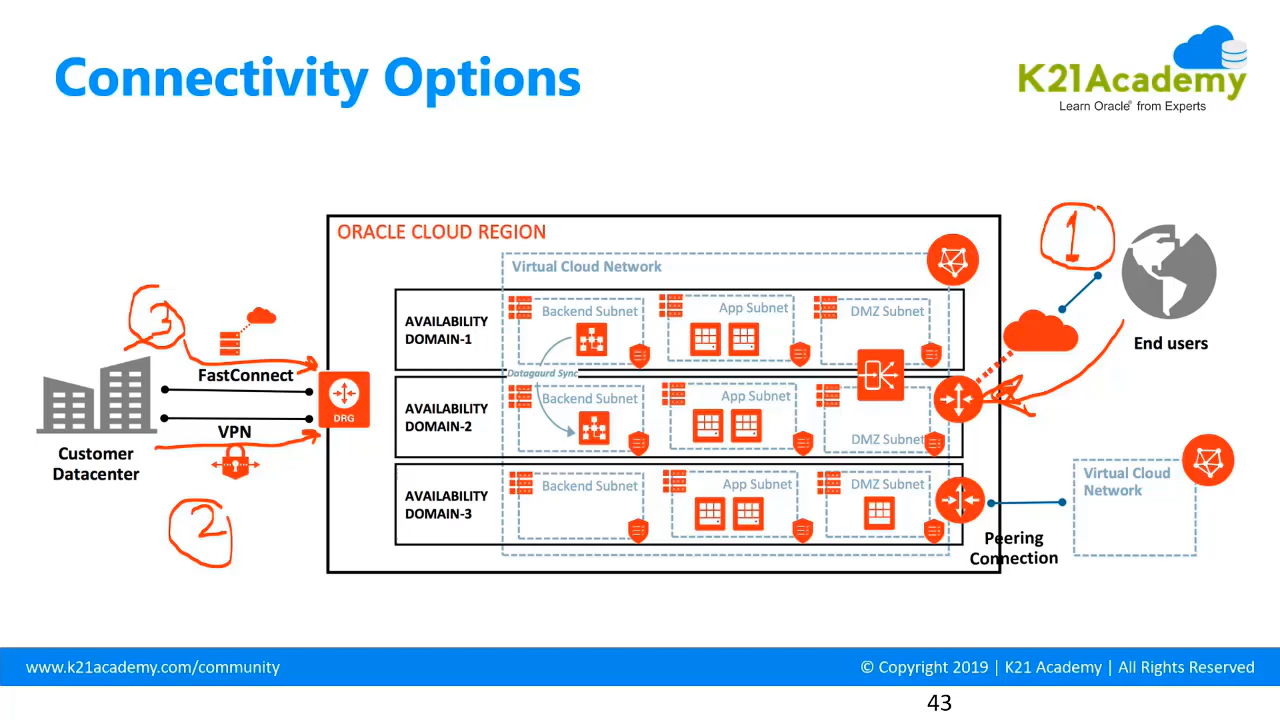 Connectivity Options
K21Academy
Learn Oracle® from Experts
ORACLE CLOUD REGION
Virtual Cloud Network
AVAILABILITY
DOMAIN-1
Backend Subnet
App Subnet
DMZ Subnet
Datagaurd Sync
AVAILABILITY
DOMAIN-2
Backend Subnet
App Subnet
DMZ Subnet
AVAILABILITY
DOMAIN-3
Backend Subnet
App Subnet
DMZ Subnet
3
FastConnect
DRG
VPN
Customer
Datacenter
2
1
End users
Virtual Cloud
Network
Peering
Connection
www.k21academy.com/community
© Copyright 2019 | K21 Academy | All Rights Reserved
43